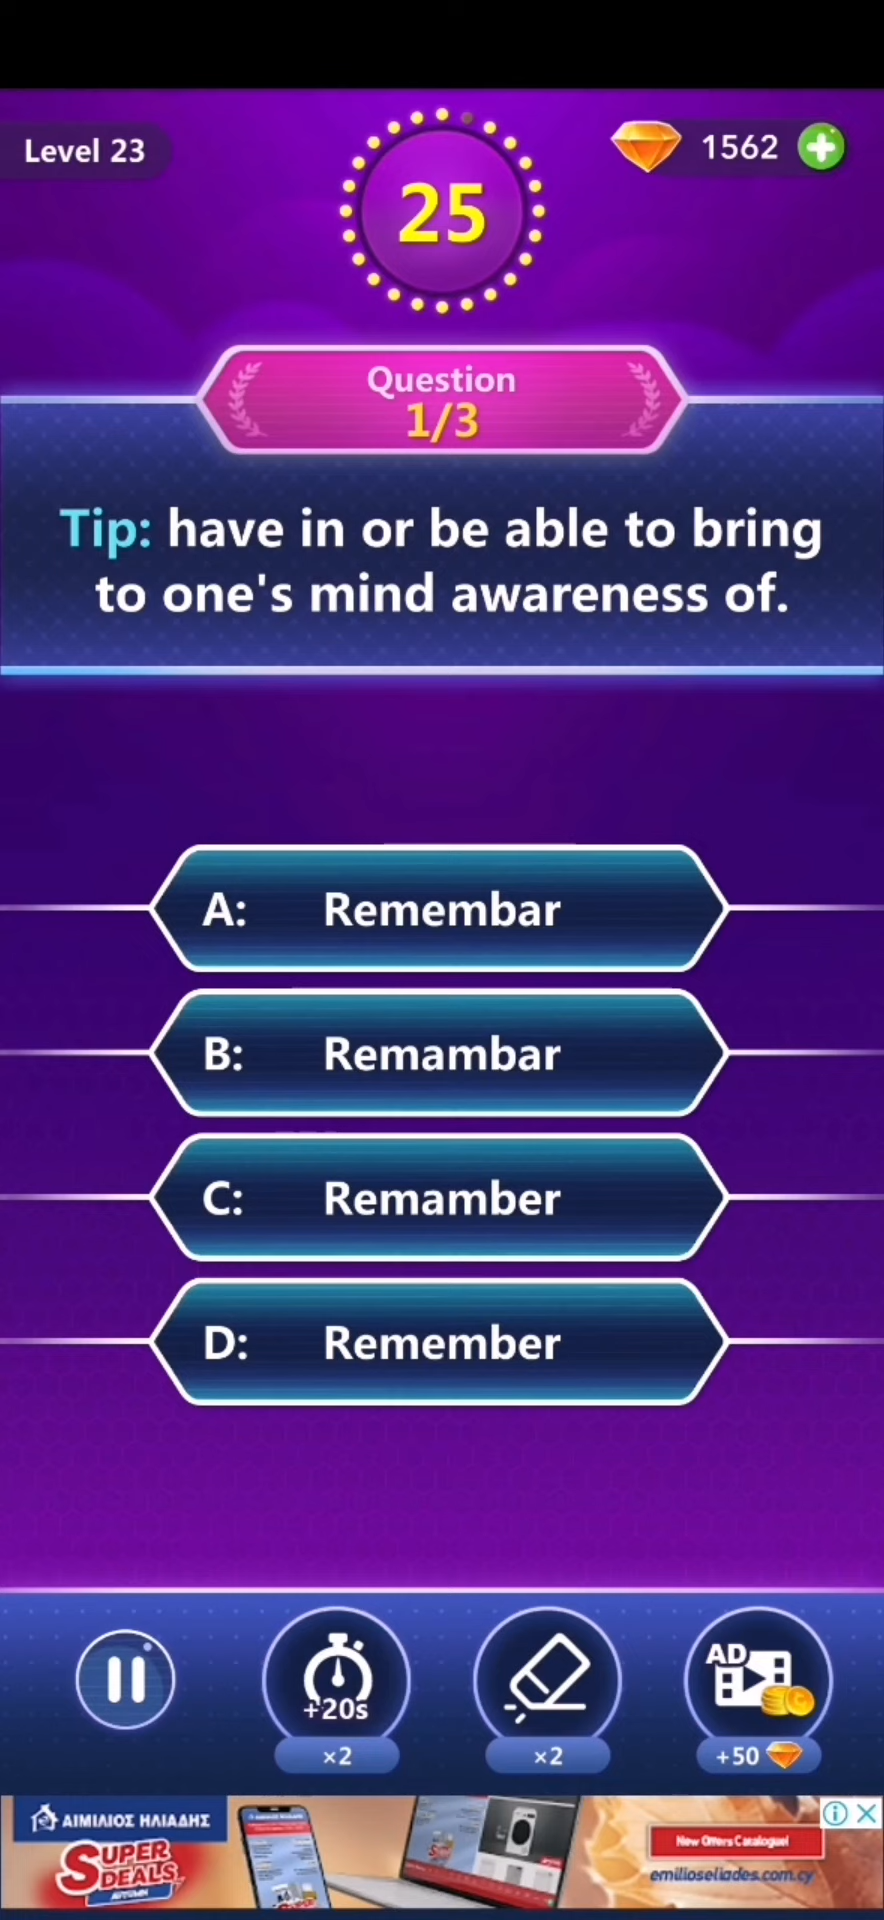 Level 23
25
1562
Question
1/3
Tip: have in or be able to bring
to one's mind awareness of.
A: Remembar
B: Remambar
C: Remamber
D: Remember
+20s
AD
×2
×2
+50
ΑΙΜΙΛΙΟΣ ΗΛΙΑΔΗΣ
SUPER
DEALS
AUTUMN
New Offers Catalogue!
emilioseliades.com.cy